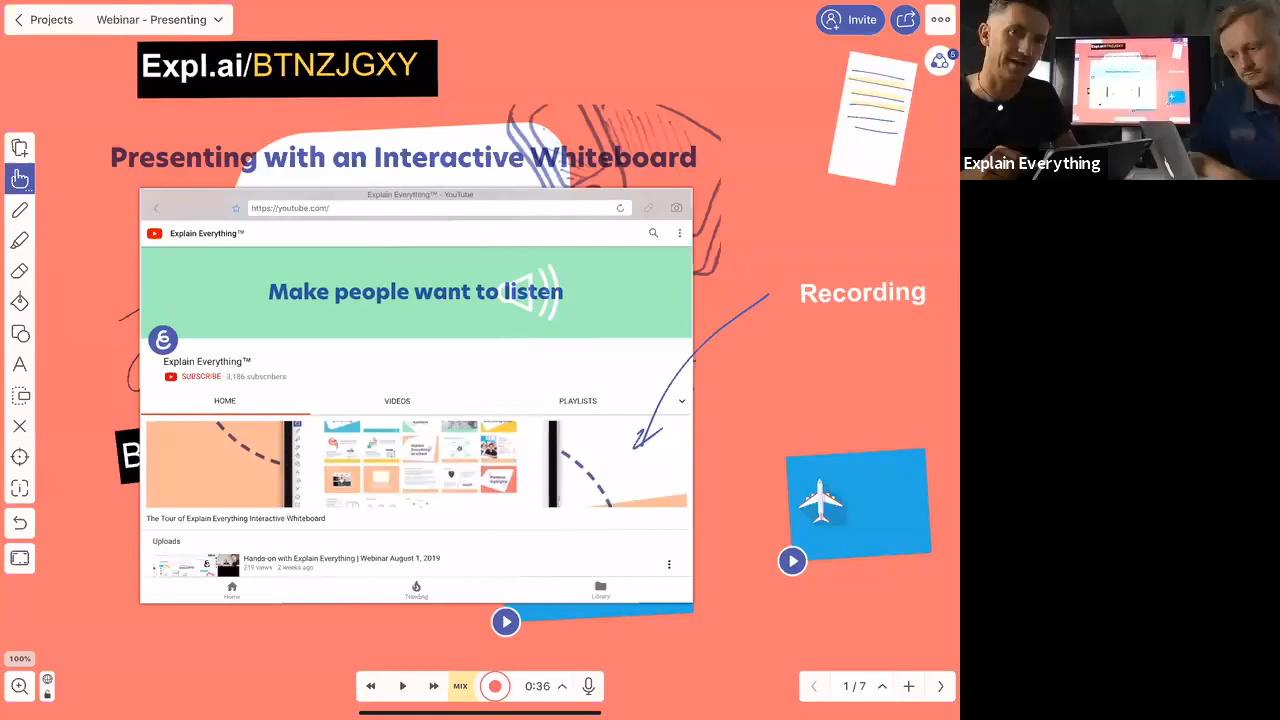 Projects
Webinar - Presenting
Invite
5
Expl.ai/BTNZJGXY
Presenting with an Interactive Whiteboard
Explain Everything
Explain Everything™ - YouTube
https://youtube.com/
Explain Everything™
Make people want to listen
Recording
Explain Everything™
SUBSCRIBE 3,186 subscribers
HOME VIDEOS PLAYLISTS
B
The Tour of Explain Everything Interactive Whiteboard
Uploads
Hands-on with Explain Everything | Webinar August 1, 2019
219 views 2 weeks ago
Home Trending Library
100%
MIX
0:36
1 / 7